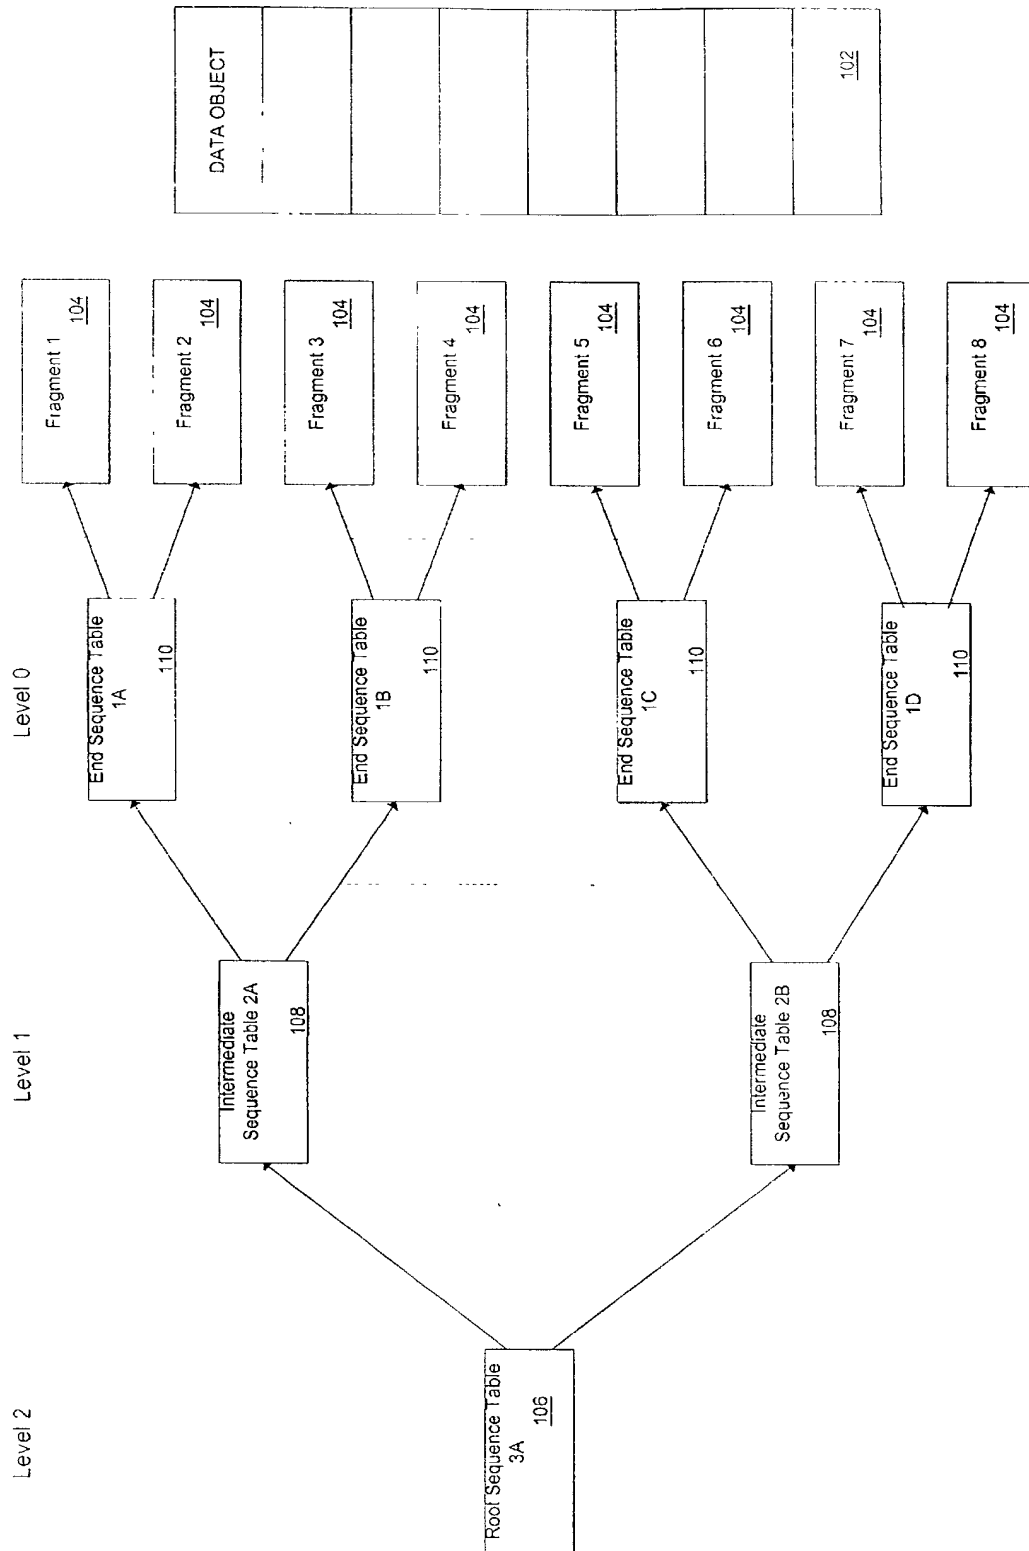 Level 2
Level 1
Level 0
Root Sequence Table
3A
106
Intermediate
Sequence Table 2A
108
Intermediate
Sequence Table 2B
108
End Sequence Table
1A
110
End Sequence Table
1B
110
End Sequence Table
1C
110
End Sequence Table
1D
110
Fragment 1
104
Fragment 2
104
Fragment 3
104
Fragment 4
104
Fragment 5
104
Fragment 6
104
Fragment 7
104
Fragment 8
104
DATA OBJECT
102